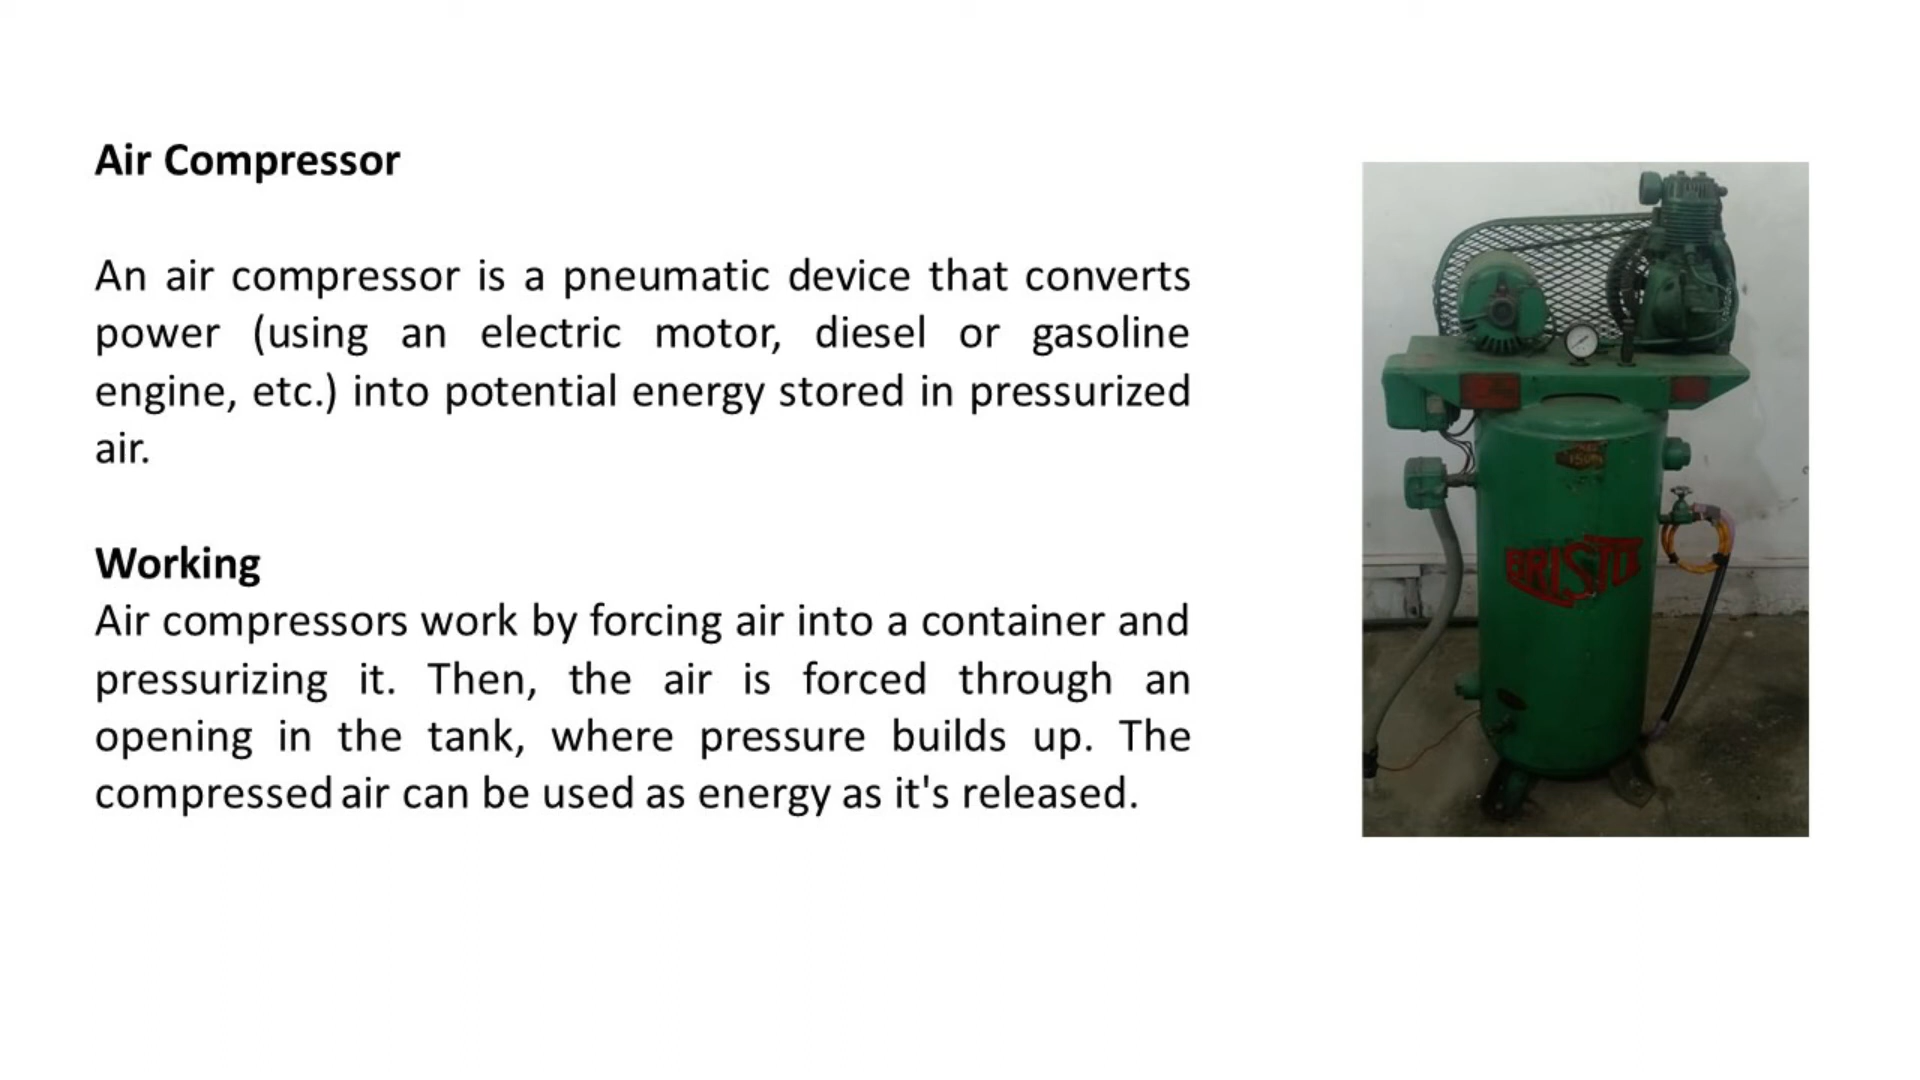 Air Compressor
An air compressor is a pneumatic device that converts
power (using an electric motor, diesel or gasoline
engine, etc.) into potential energy stored in pressurized
air.
Working
Air compressors work by forcing air into a container and
pressurizing it. Then, the air is forced through an
opening in the tank, where pressure builds up. The
compressed air can be used as energy as it's released.